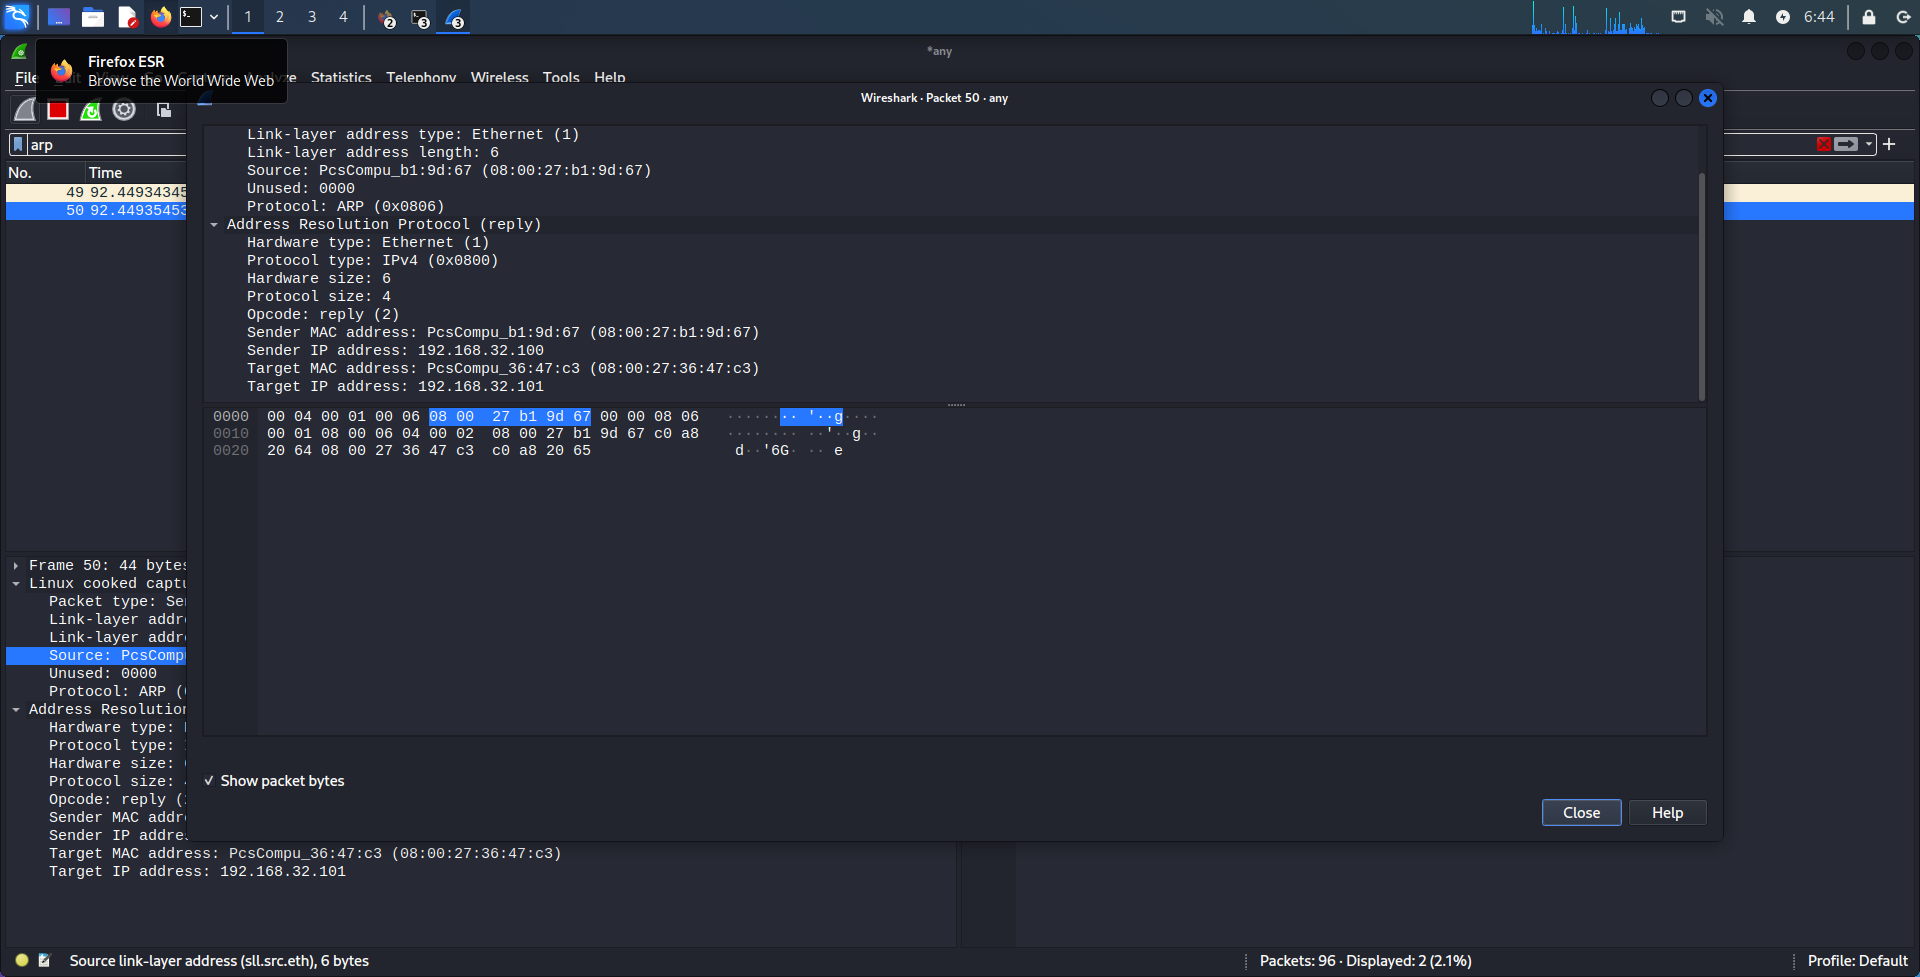 1 2 3 4 2 3 3 6:44
*any
Firefox ESR
Browse the World Wide Web
File Statistics Telephony Wireless Tools Help
Wireshark · Packet 50 · any
arp
No. Time
49 92.44934345
50 92.44935453
Link-layer address type: Ethernet (1)
Link-layer address length: 6
Source: PcsCompu_b1:9d:67 (08:00:27:b1:9d:67)
Unused: 0000
Protocol: ARP (0x0806)
Address Resolution Protocol (reply)
Hardware type: Ethernet (1)
Protocol type: IPv4 (0x0800)
Hardware size: 6
Protocol size: 4
Opcode: reply (2)
Sender MAC address: PcsCompu_b1:9d:67 (08:00:27:b1:9d:67)
Sender IP address: 192.168.32.100
Target MAC address: PcsCompu_36:47:c3 (08:00:27:36:47:c3)
Target IP address: 192.168.32.101
0000 00 04 00 01 00 06 08 00 27 b1 9d 67 00 00 08 06 ········ '··g····
0010 00 01 08 00 06 04 00 02 08 00 27 b1 9d 67 c0 a8 ········ ··'··g··
0020 20 64 08 00 27 36 47 c3 c0 a8 20 65 d··'6G· ·· e
Show packet bytes
Close Help
Frame 50: 44 bytes
Linux cooked captu
Packet type: Se
Link-layer addr
Link-layer addr
Source: PcsComp
Unused: 0000
Protocol: ARP (
Address Resolution
Hardware type:
Protocol type:
Hardware size:
Protocol size:
Opcode: reply (
Sender MAC addr
Sender IP addre
Target MAC address: PcsCompu_36:47:c3 (08:00:27:36:47:c3)
Target IP address: 192.168.32.101
Source link-layer address (sll.src.eth), 6 bytes
Packets: 96 · Displayed: 2 (2.1%)
Profile: Default